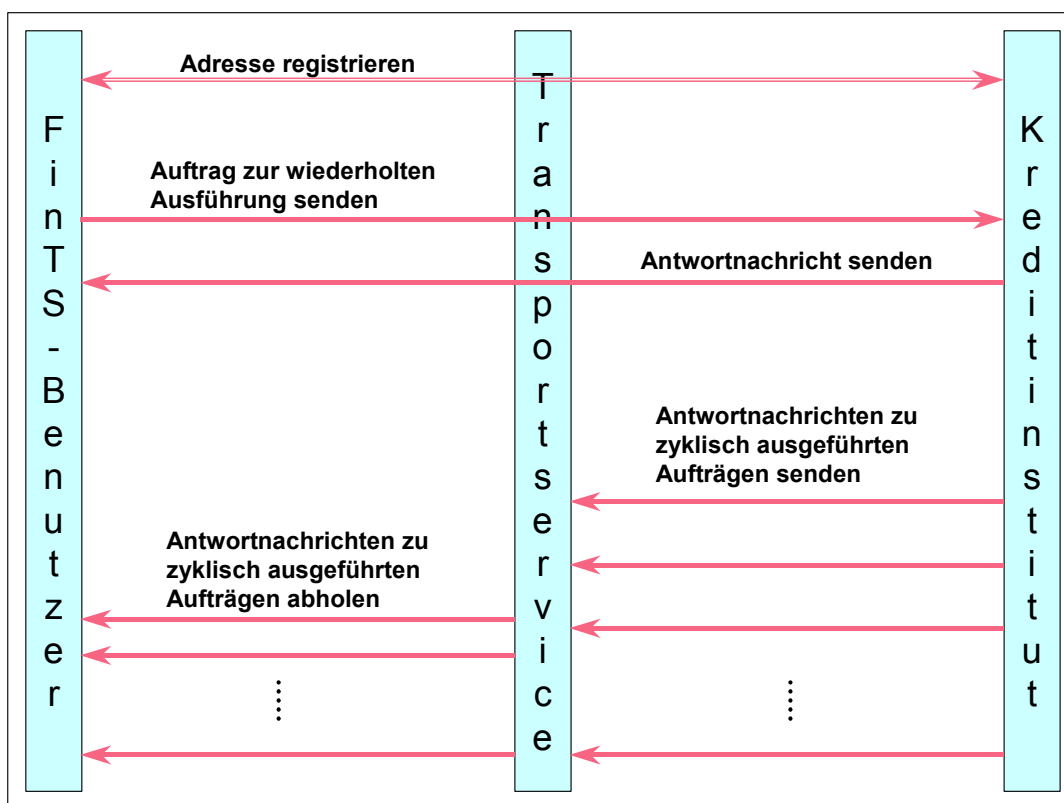 Adresse registrieren
FinTS-Benutzer
Transportservice
Kreditinstitut
Auftrag zur wiederholten
Ausführung senden
Antwortnachricht senden
Antwortnachrichten zu
zyklisch ausgeführten
Aufträgen senden
Antwortnachrichten zu
zyklisch ausgeführten
Aufträgen abholen